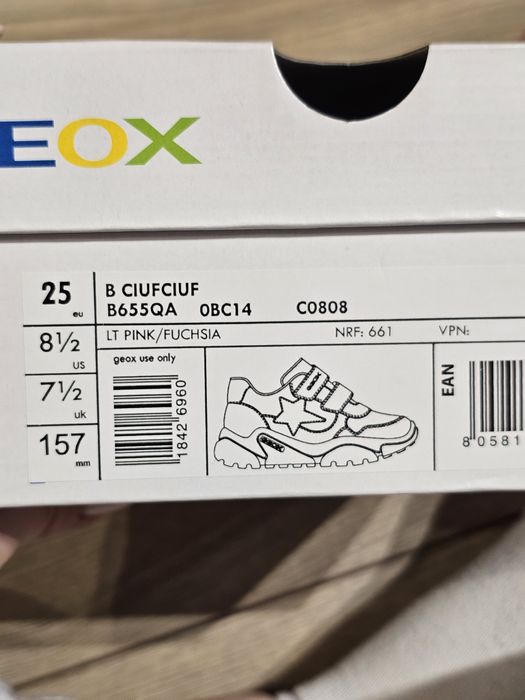 EOX
25 eu
8½ US
7½ uk
157 mm
B CIUFCIUF
B655QA 0BC14 C0808
LT PINK/FUCHSIA NRF: 661 VPN:
geox use only
1842 6960
GEOX
EAN
8 0581